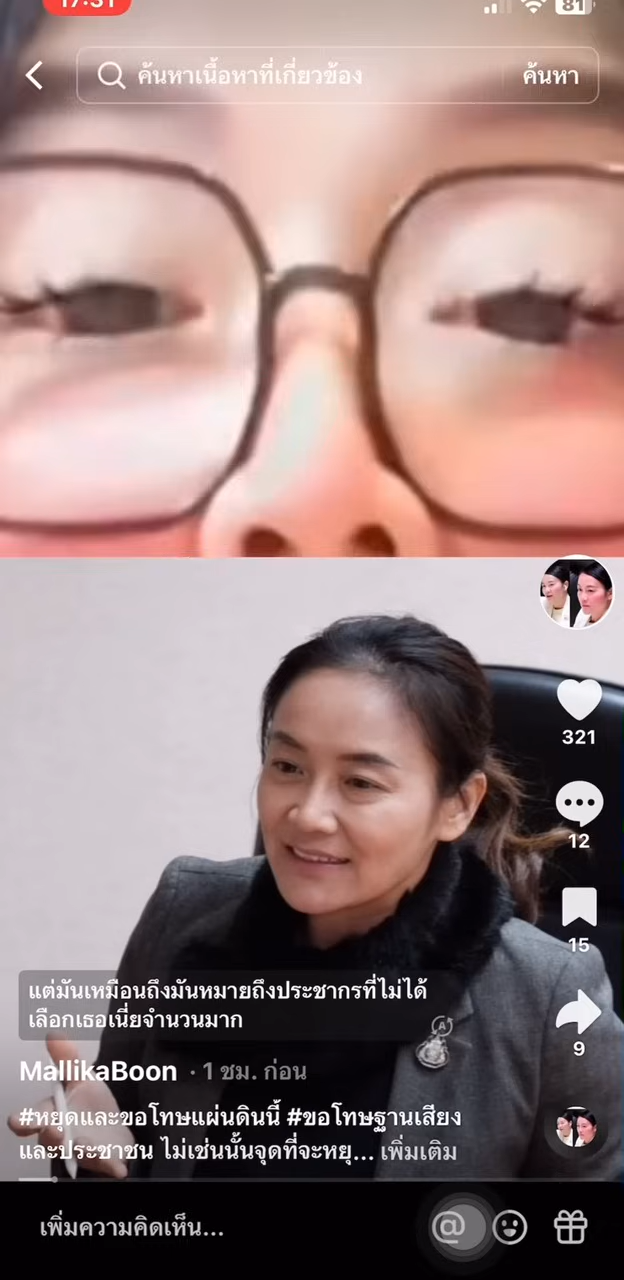 17:31
81
ค้นหาเนื้อหาที่เกี่ยวข้อง
ค้นหา
321
12
15
แต่มันเหมือนถึงมันหมายถึงประชากรที่ไม่ได้
เลือกเธอเนี่ยจำนวนมาก
9
MallikaBoon · 1 ชม. ก่อน
#หยุดและขอโทษแผ่นดินนี้ #ขอโทษฐานเสียง
และประชาชน ไม่เช่นนั้นจุดที่จะหยุ... เพิ่มเติม
เพิ่มความคิดเห็น...
@